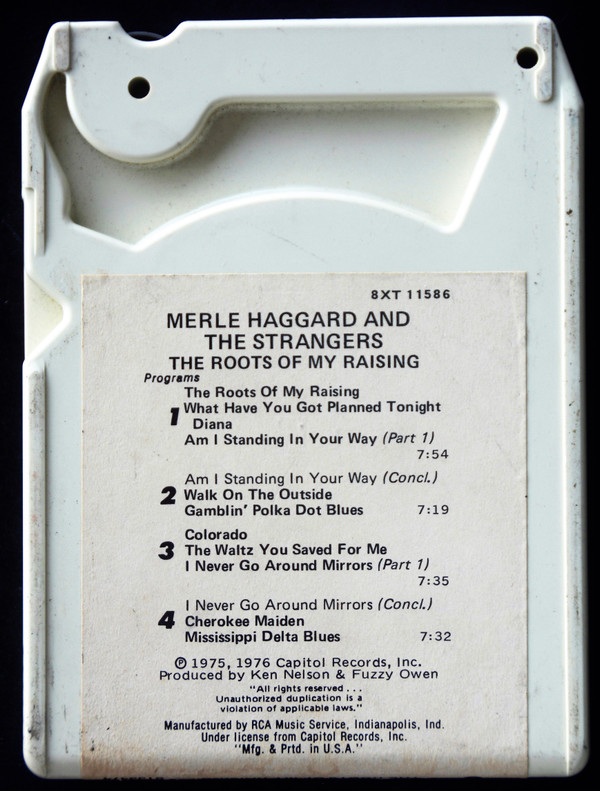 8XT 11586
MERLE HAGGARD AND
THE STRANGERS
THE ROOTS OF MY RAISING
Programs
The Roots Of My Raising
1 What Have You Got Planned Tonight
Diana
Am I Standing In Your Way (Part 1)
7:54
Am I Standing In Your Way (Concl.)
2 Walk On The Outside
Gamblin' Polka Dot Blues 7:19
Colorado
3 The Waltz You Saved For Me
I Never Go Around Mirrors (Part 1)
7:35
I Never Go Around Mirrors (Concl.)
4 Cherokee Maiden
Mississippi Delta Blues 7:32
℗ 1975, 1976 Capitol Records, Inc.
Produced by Ken Nelson & Fuzzy Owen
"All rights reserved . . .
Unauthorized duplication is a
violation of applicable laws."
Manufactured by RCA Music Service, Indianapolis, Ind.
Under license from Capitol Records, Inc.
"Mfg. & Prtd. in U.S.A."